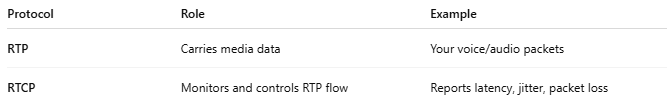 Protocol Role Example
RTP Carries media data Your voice/audio packets
RTCP Monitors and controls RTP flow Reports latency, jitter, packet loss